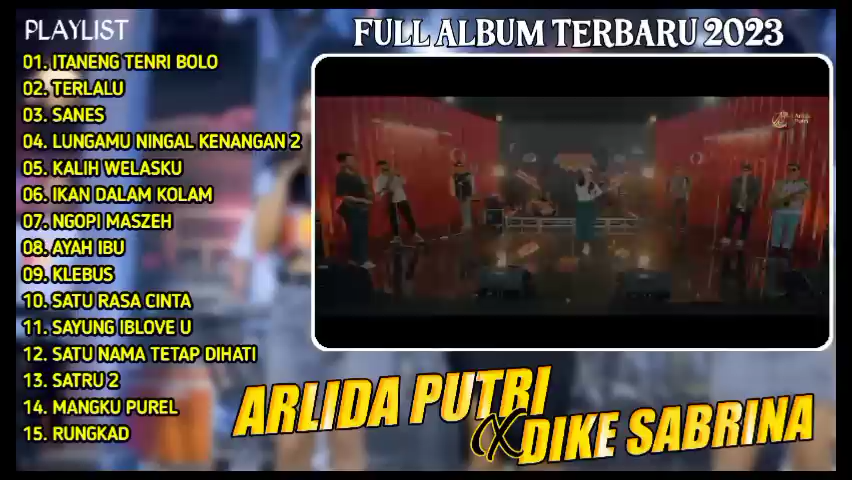 PLAYLIST
01. ITANENG TENRI BOLO
02. TERLALU
03. SANES
04. LUNGAMU NINGAL KENANGAN 2
05. KALIH WELASKU
06. IKAN DALAM KOLAM
07. NGOPI MASZEH
08. AYAH IBU
09. KLEBUS
10. SATU RASA CINTA
11. SAYUNG IBLOVE U
12. SATU NAMA TETAP DIHATI
13. SATRU 2
14. MANGKU PUREL
15. RUNGKAD
FULL ALBUM TERBARU 2023
Arlida
Putri
ARLIDA PUTRI
X DIKE SABRINA